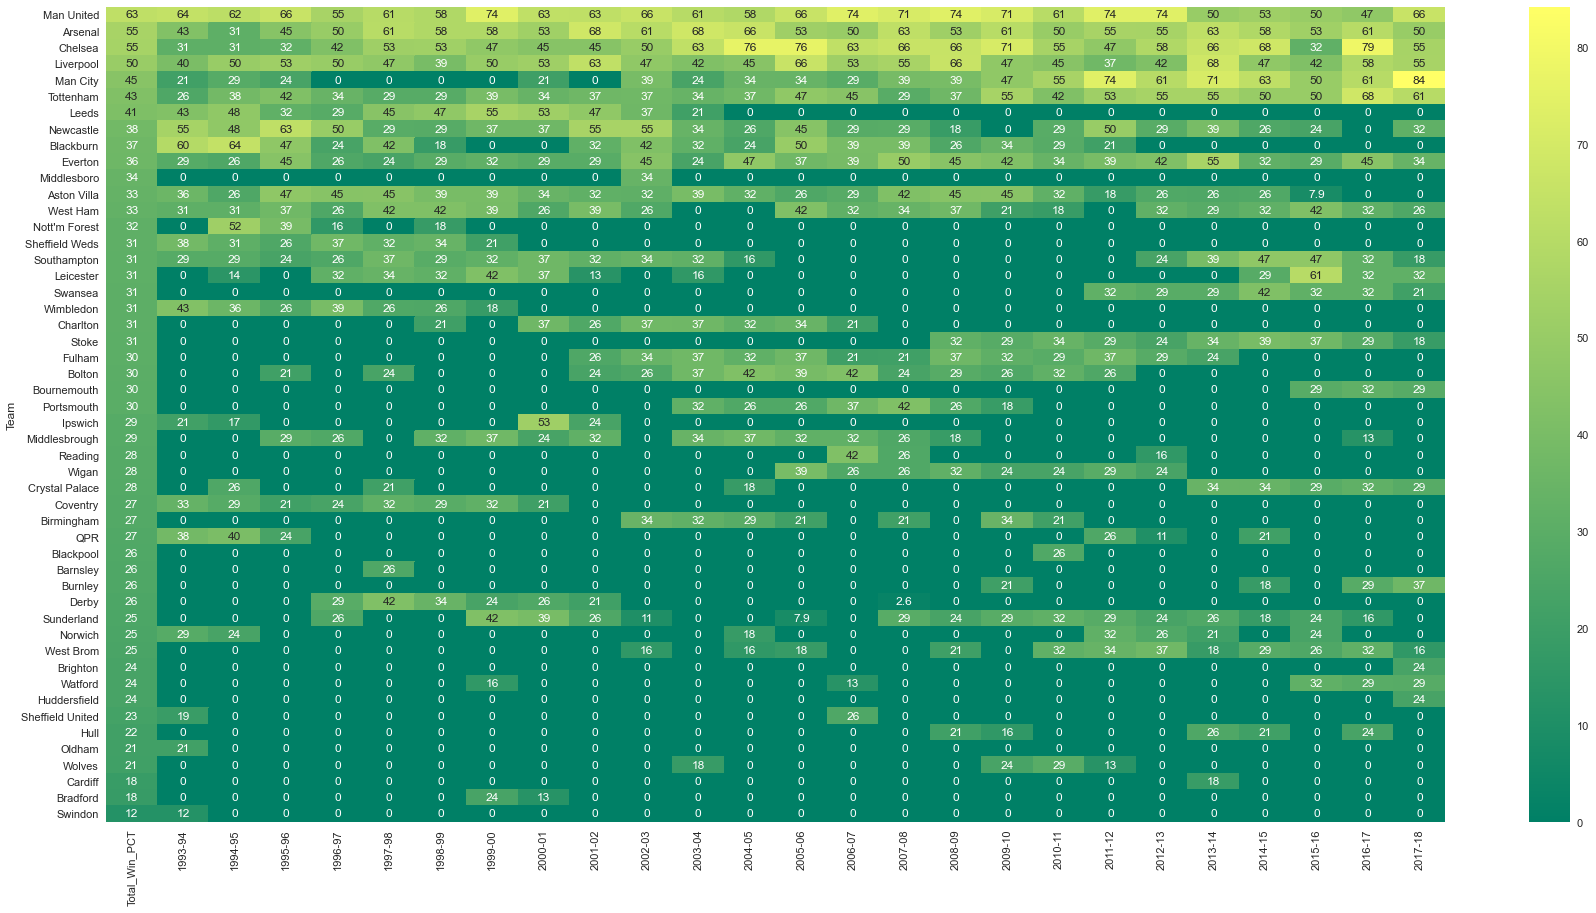 Man United 63 64 62 66 55 61 58 74 63 63 66 61 58 66 74 71 74 71 61 74 74 50 53 50 47 66
Arsenal 55 43 31 45 50 61 58 58 53 68 61 68 66 53 50 63 53 61 50 55 55 63 58 53 61 50
Chelsea 55 31 31 32 42 53 53 47 45 45 50 63 76 76 63 66 66 71 55 47 58 66 68 32 79 55
Liverpool 50 40 50 53 50 47 39 50 53 63 47 42 45 66 53 55 66 47 45 37 42 68 47 42 58 55
Man City 45 21 29 24 0 0 0 0 21 0 39 24 34 34 29 39 39 47 55 74 61 71 63 50 61 84
Tottenham 43 26 38 42 34 29 29 39 34 37 37 34 37 47 45 29 37 55 42 53 55 55 50 50 68 61
Leeds 41 43 48 32 29 45 47 55 53 47 37 21 0 0 0 0 0 0 0 0 0 0 0 0 0 0
Newcastle 38 55 48 63 50 29 29 37 37 55 55 34 26 45 29 29 18 0 29 50 29 39 26 24 0 32
Blackburn 37 60 64 47 24 42 18 0 0 32 42 32 24 50 39 39 26 34 29 21 0 0 0 0 0 0
Everton 36 29 26 45 26 24 29 32 29 29 45 24 47 37 39 50 45 42 34 39 42 55 32 29 45 34
Middlesboro 34 0 0 0 0 0 0 0 0 0 34 0 0 0 0 0 0 0 0 0 0 0 0 0 0 0
Aston Villa 33 36 26 47 45 45 39 39 34 32 32 39 32 26 29 42 45 45 32 18 26 26 26 7.9 0 0
West Ham 33 31 31 37 26 42 42 39 26 39 26 0 0 42 32 34 37 21 18 0 32 29 32 42 32 26
Nott'm Forest 32 0 52 39 16 0 18 0 0 0 0 0 0 0 0 0 0 0 0 0 0 0 0 0 0 0
Sheffield Weds 31 38 31 26 37 32 34 21 0 0 0 0 0 0 0 0 0 0 0 0 0 0 0 0 0 0
Southampton 31 29 29 24 26 37 29 32 37 32 34 32 16 0 0 0 0 0 0 0 24 39 47 47 32 18
Leicester 31 0 14 0 32 34 32 42 37 13 0 16 0 0 0 0 0 0 0 0 0 0 29 61 32 32
Swansea 31 0 0 0 0 0 0 0 0 0 0 0 0 0 0 0 0 0 0 32 29 29 42 32 32 21
Wimbledon 31 43 36 26 39 26 26 18 0 0 0 0 0 0 0 0 0 0 0 0 0 0 0 0 0 0
Charlton 31 0 0 0 0 0 21 0 37 26 37 37 32 34 21 0 0 0 0 0 0 0 0 0 0 0
Stoke 31 0 0 0 0 0 0 0 0 0 0 0 0 0 0 0 32 29 34 29 24 34 39 37 29 18
Fulham 30 0 0 0 0 0 0 0 0 26 34 37 32 37 21 21 37 32 29 37 29 24 0 0 0 0
Bolton 30 0 0 21 0 24 0 0 0 24 26 37 42 39 42 24 29 26 32 26 0 0 0 0 0 0
Bournemouth 30 0 0 0 0 0 0 0 0 0 0 0 0 0 0 0 0 0 0 0 0 0 0 29 32 29
Portsmouth 30 0 0 0 0 0 0 0 0 0 0 32 26 26 37 42 26 18 0 0 0 0 0 0 0 0
Ipswich 29 21 17 0 0 0 0 0 53 24 0 0 0 0 0 0 0 0 0 0 0 0 0 0 0 0
Middlesbrough 29 0 0 29 26 0 32 37 24 32 0 34 37 32 32 26 18 0 0 0 0 0 0 0 13 0
Reading 28 0 0 0 0 0 0 0 0 0 0 0 0 0 42 26 0 0 0 0 16 0 0 0 0 0
Wigan 28 0 0 0 0 0 0 0 0 0 0 0 0 39 26 26 32 24 24 29 24 0 0 0 0 0
Crystal Palace 28 0 26 0 0 21 0 0 0 0 0 0 18 0 0 0 0 0 0 0 0 34 34 29 32 29
Coventry 27 33 29 21 24 32 29 32 21 0 0 0 0 0 0 0 0 0 0 0 0 0 0 0 0 0
Birmingham 27 0 0 0 0 0 0 0 0 0 34 32 29 21 0 21 0 34 21 0 0 0 0 0 0 0
QPR 27 38 40 24 0 0 0 0 0 0 0 0 0 0 0 0 0 0 0 26 11 0 21 0 0 0
Blackpool 26 0 0 0 0 0 0 0 0 0 0 0 0 0 0 0 0 0 26 0 0 0 0 0 0 0
Barnsley 26 0 0 0 0 26 0 0 0 0 0 0 0 0 0 0 0 0 0 0 0 0 0 0 0 0
Burnley 26 0 0 0 0 0 0 0 0 0 0 0 0 0 0 0 0 21 0 0 0 0 18 0 29 37
Derby 26 0 0 0 29 42 34 24 26 21 0 0 0 0 0 2.6 0 0 0 0 0 0 0 0 0 0
Sunderland 25 0 0 0 26 0 0 42 39 26 11 0 0 7.9 0 29 24 29 32 29 24 26 18 24 16 0
Norwich 25 29 24 0 0 0 0 0 0 0 0 0 18 0 0 0 0 0 0 32 26 21 0 24 0 0
West Brom 25 0 0 0 0 0 0 0 0 0 16 0 16 18 0 0 21 0 32 34 37 18 29 26 32 16
Brighton 24 0 0 0 0 0 0 0 0 0 0 0 0 0 0 0 0 0 0 0 0 0 0 0 0 24
Watford 24 0 0 0 0 0 0 16 0 0 0 0 0 0 13 0 0 0 0 0 0 0 0 32 29 29
Huddersfield 24 0 0 0 0 0 0 0 0 0 0 0 0 0 0 0 0 0 0 0 0 0 0 0 0 24
Sheffield United 23 19 0 0 0 0 0 0 0 0 0 0 0 0 26 0 0 0 0 0 0 0 0 0 0 0
Hull 22 0 0 0 0 0 0 0 0 0 0 0 0 0 0 0 21 16 0 0 0 26 21 0 24 0
Oldham 21 21 0 0 0 0 0 0 0 0 0 0 0 0 0 0 0 0 0 0 0 0 0 0 0 0
Wolves 21 0 0 0 0 0 0 0 0 0 0 18 0 0 0 0 0 24 29 13 0 0 0 0 0 0
Cardiff 18 0 0 0 0 0 0 0 0 0 0 0 0 0 0 0 0 0 0 0 0 18 0 0 0 0
Bradford 18 0 0 0 0 0 0 24 13 0 0 0 0 0 0 0 0 0 0 0 0 0 0 0 0 0
Swindon 12 12 0 0 0 0 0 0 0 0 0 0 0 0 0 0 0 0 0 0 0 0 0 0 0 0
Team
Total_Win_PCT 1993-94 1994-95 1995-96 1996-97 1997-98 1998-99 1999-00 2000-01 2001-02 2002-03 2003-04 2004-05 2005-06 2006-07 2007-08 2008-09 2009-10 2010-11 2011-12 2012-13 2013-14 2014-15 2015-16 2016-17 2017-18
80
70
60
50
40
30
20
10
0